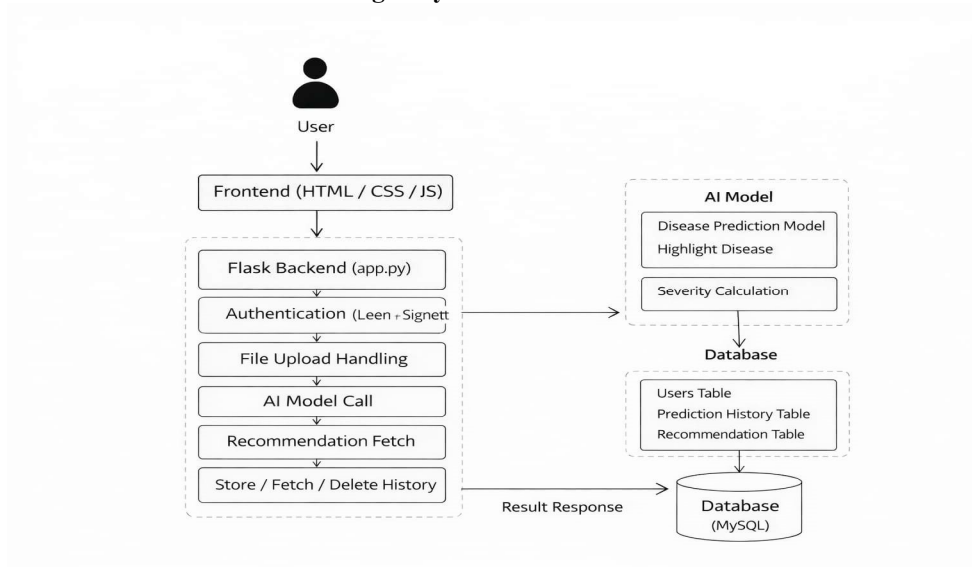 User
Frontend (HTML / CSS / JS)
Flask Backend (app.py)
Authentication (Leen + Signett
File Upload Handling
AI Model Call
Recommendation Fetch
Store / Fetch / Delete History
Result Response
AI Model
Disease Prediction Model
Highlight Disease
Severity Calculation
Database
Users Table
Prediction History Table
Recommendation Table
Database
(MySQL)